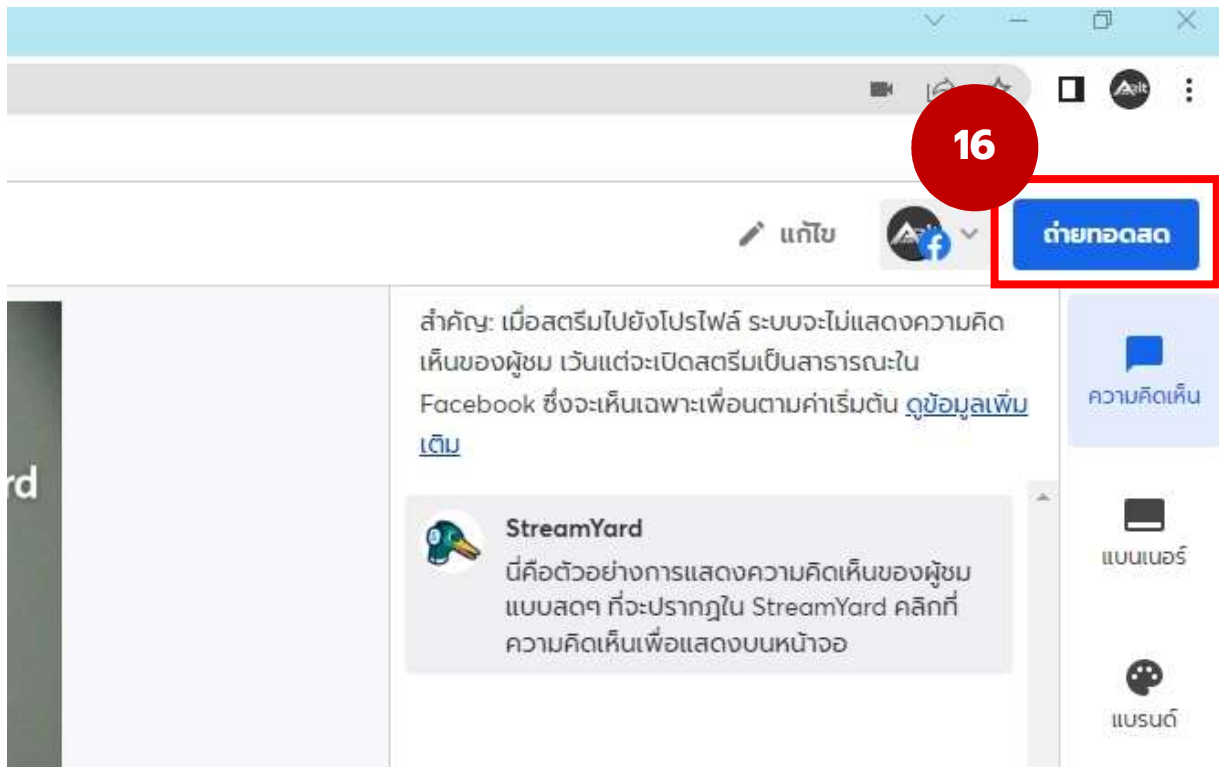 16
แก้ไข
ถ่ายทอดสด
สำคัญ: เมื่อสตรีมไปยังโปรไฟล์ ระบบจะไม่แสดงความคิด
เห็นของผู้ชม เว้นแต่จะเปิดสตรีมเป็นสาธารณะใน
Facebook ซึ่งจะเห็นเฉพาะเพื่อนตามค่าเริ่มต้น ดูข้อมูลเพิ่ม
เติม
ความคิดเห็น
rd
StreamYard
นี่คือตัวอย่างการแสดงความคิดเห็นของผู้ชม
แบบสดๆ ที่จะปรากฏใน StreamYard คลิกที่
ความคิดเห็นเพื่อแสดงบนหน้าจอ
แบนเนอร์
แบรนด์